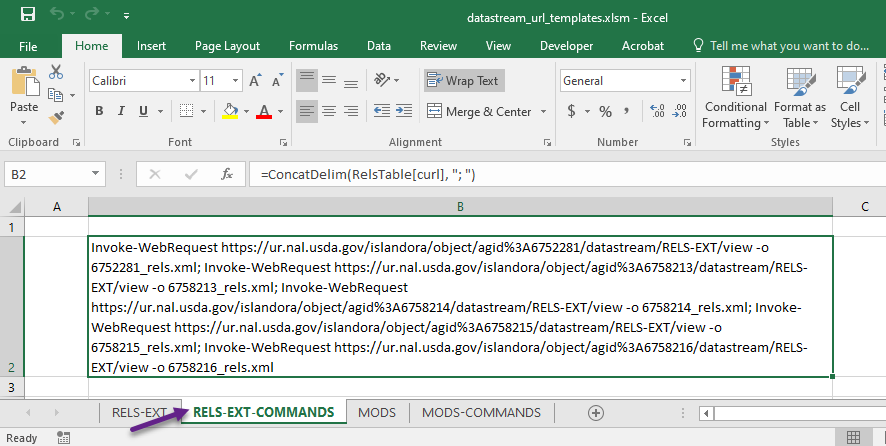 datastream_url_templates.xlsm - Excel
File Home Insert Page Layout Formulas Data Review View Developer Acrobat Tell me what you want to do...
Calibri 11 A A Wrap Text General Conditional Formatting Format as Table Cell Styles
Paste B I U A Merge & Center $ % , .00 .0
Clipboard Font Alignment Number Styles
B2 fx =ConcatDelim(RelsTable[curl], "; ")
A B C
1
Invoke-WebRequest https://ur.nal.usda.gov/islandora/object/agid%3A6752281/datastream/RELS-EXT/view -o
6752281_rels.xml; Invoke-WebRequest https://ur.nal.usda.gov/islandora/object/agid%3A6758213/datastream/RELS-
EXT/view -o 6758213_rels.xml; Invoke-WebRequest
https://ur.nal.usda.gov/islandora/object/agid%3A6758214/datastream/RELS-EXT/view -o 6758214_rels.xml; Invoke-
WebRequest https://ur.nal.usda.gov/islandora/object/agid%3A6758215/datastream/RELS-EXT/view -o
6758215_rels.xml; Invoke-WebRequest https://ur.nal.usda.gov/islandora/object/agid%3A6758216/datastream/RELS-
2 EXT/view -o 6758216_rels.xml
3
RELS-EXT RELS-EXT-COMMANDS MODS MODS-COMMANDS
Ready